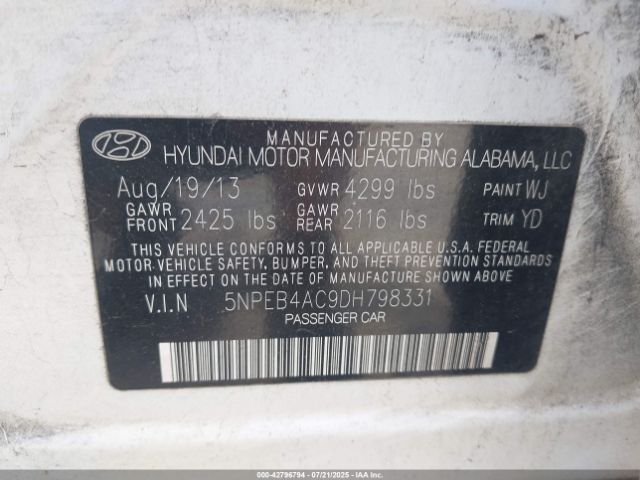 MANUFACTURED BY
HYUNDAI MOTOR MANUFACTURING ALABAMA, LLC
Aug/19/13 GVWR 4299 lbs PAINT WJ
GAWR FRONT 2425 lbs GAWR REAR 2116 lbs TRIM YD
THIS VEHICLE CONFORMS TO ALL APPLICABLE U.S.A. FEDERAL
MOTOR VEHICLE SAFETY, BUMPER, AND THEFT PREVENTION STANDARDS
IN EFFECT ON THE DATE OF MANUFACTURE SHOWN ABOVE.
V.I.N 5NPEB4AC9DH798331
PASSENGER CAR
000-42796794 07/21/2025 IAA, Inc.